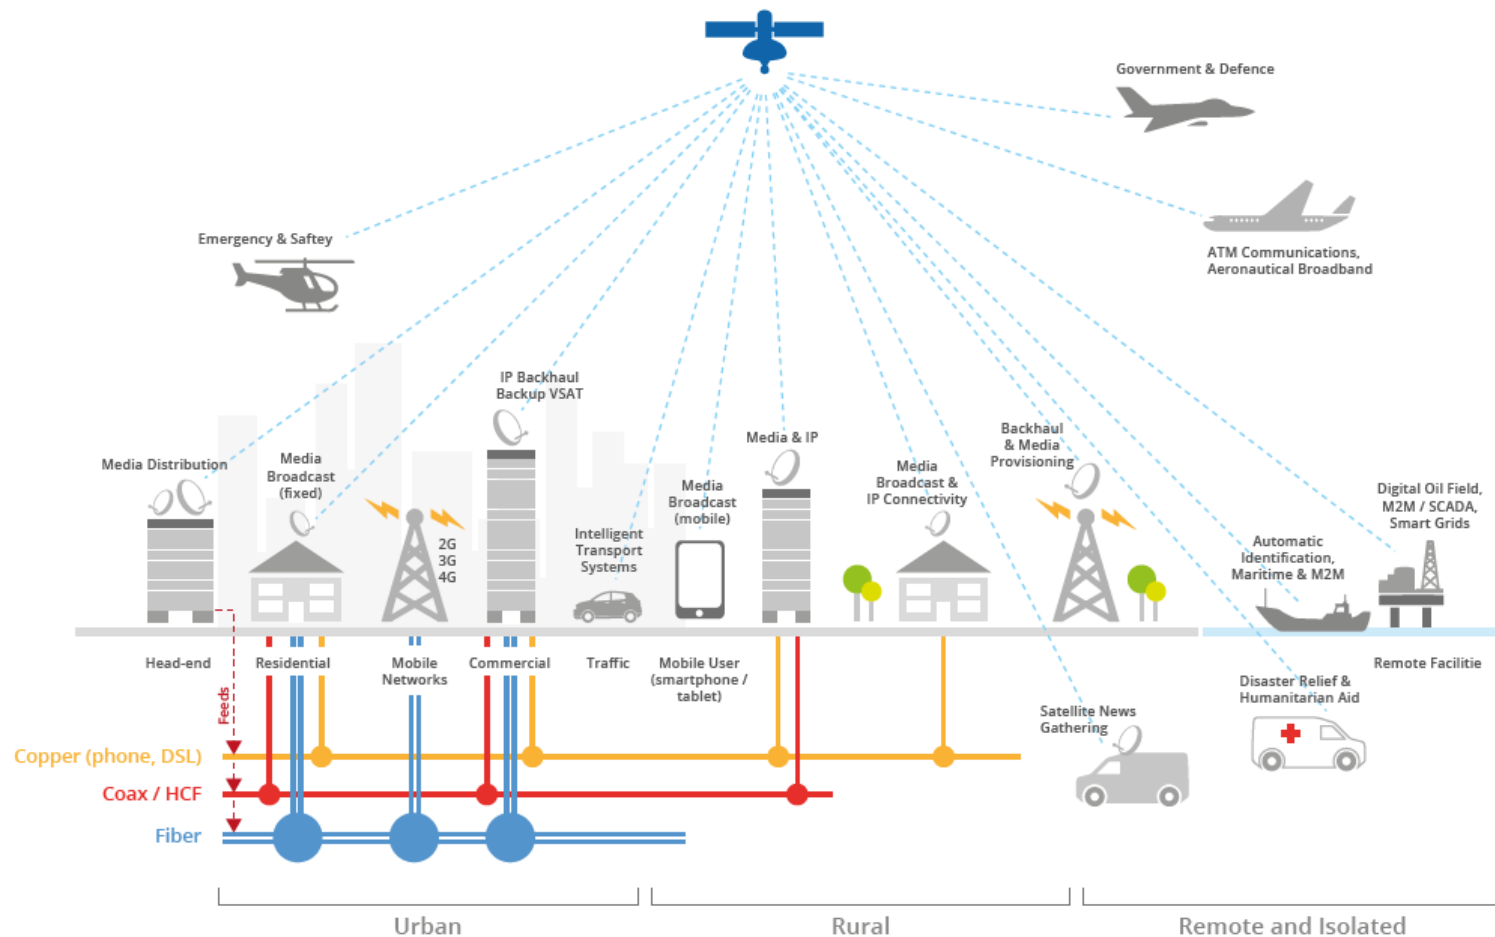 Government & Defence
ATM Communications,
Aeronautical Broadband
Emergency & Saftey
IP Backhaul
Backup VSAT
Media Distribution
Media
Broadcast
(fixed)
2G
3G
4G
Intelligent
Transport
Systems
Media
Broadcast
(mobile)
Media & IP
Media
Broadcast &
IP Connectivity
Backhaul
& Media
Provisioning
Automatic
Identification,
Maritime & M2M
Digital Oil Field,
M2M / SCADA,
Smart Grids
Head-end
Residential
Mobile
Networks
Commercial
Traffic
Mobile User
(smartphone /
tablet)
Remote Facilitie
Satellite News
Gathering
Disaster Relief &
Humanitarian Aid
Feeds
Copper (phone, DSL)
Coax / HCF
Fiber
Urban
Rural
Remote and Isolated